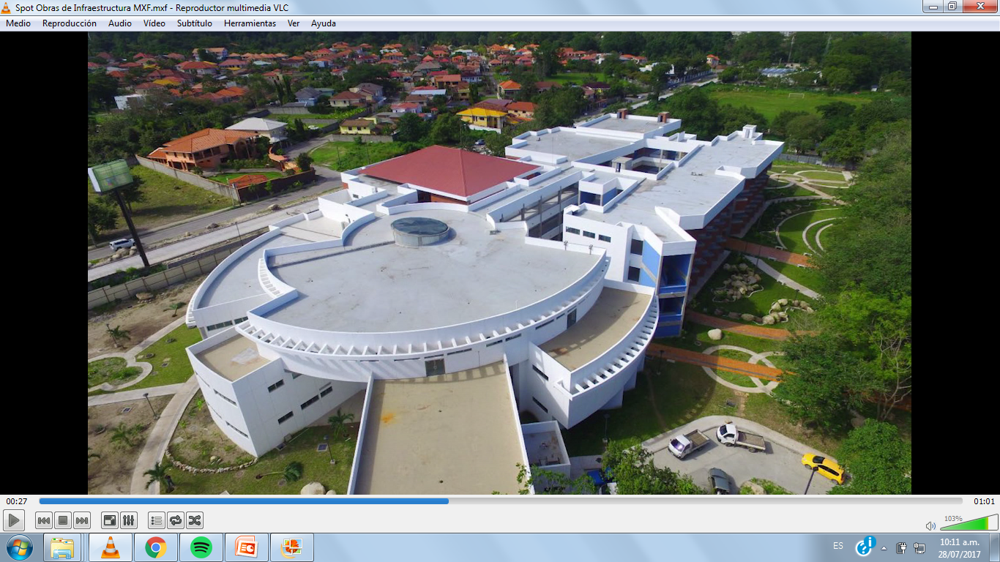 Spot Obras de Infraestructura MXF.mxf - Reproductor multimedia VLC
Medio Reproducción Audio Vídeo Subtítulo Herramientas Ver Ayuda
00:27 01:01
103%
ES
10:11 a.m.
28/07/2017